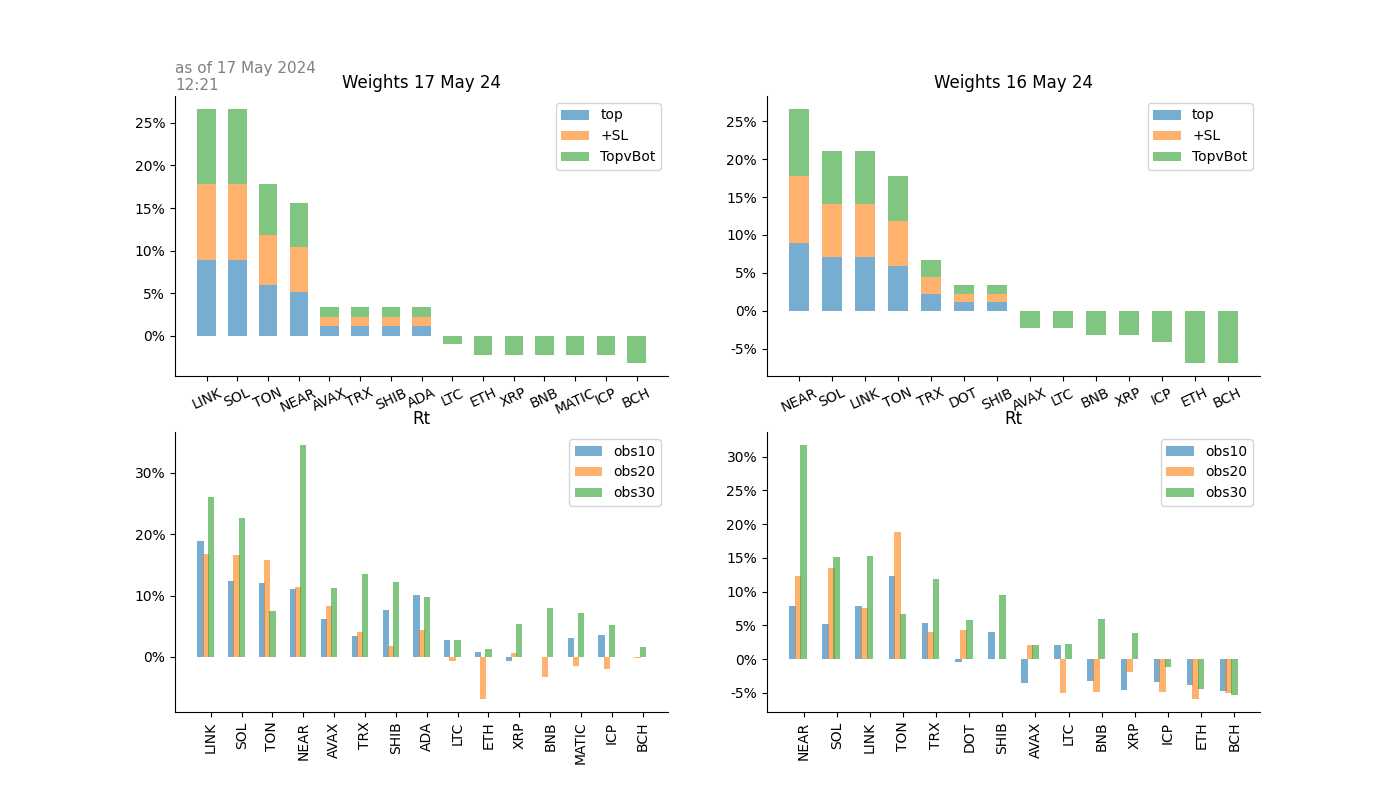 as of 17 May 2024
12:21
Weights 17 May 24
25%
20%
15%
10%
5%
0%
top
+SL
TopvBot
LINK SOL TON NEAR AVAX TRX SHIB ADA LTC ETH XRP BNB MATIC ICP BCH
Weights 16 May 24
25%
20%
15%
10%
5%
0%
-5%
top
+SL
TopvBot
NEAR SOL LINK TON TRX DOT SHIB AVAX LTC BNB XRP ICP ETH BCH
Rt
30%
20%
10%
0%
obs10
obs20
obs30
LINK SOL TON NEAR AVAX TRX SHIB ADA LTC ETH XRP BNB MATIC ICP BCH
Rt
30%
25%
20%
15%
10%
5%
0%
-5%
obs10
obs20
obs30
NEAR SOL LINK TON TRX DOT SHIB AVAX LTC BNB XRP ICP ETH BCH